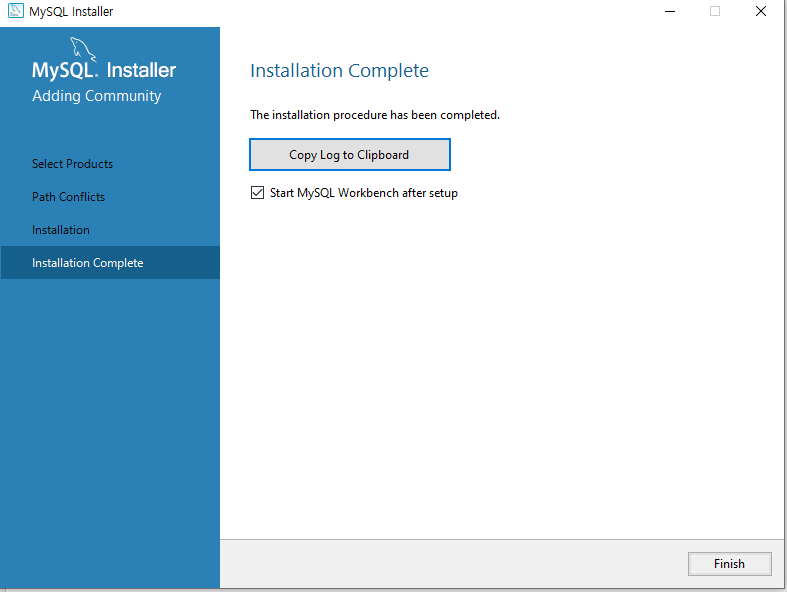 MySQL Installer
MySQL. Installer
Adding Community
Select Products
Path Conflicts
Installation
Installation Complete
Installation Complete
The installation procedure has been completed.
Copy Log to Clipboard
Start MySQL Workbench after setup
Finish